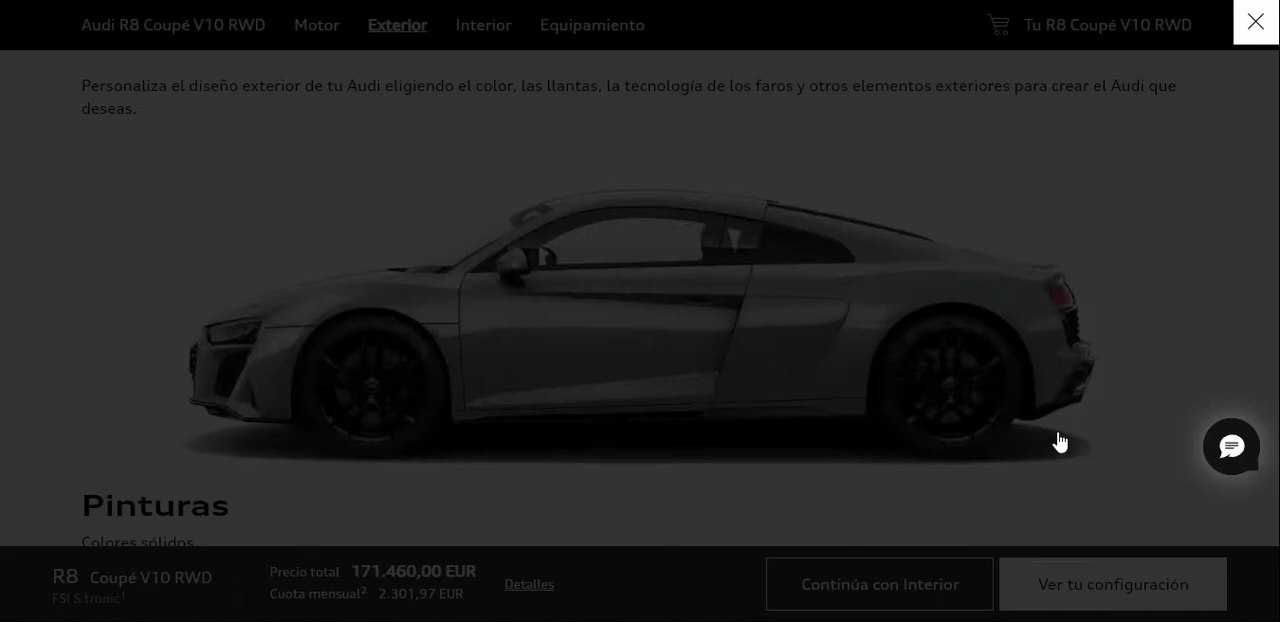 Audi R8 Coupé V10 RWD Motor Exterior Interior Equipamiento Tu R8 Coupé V10 RWD
Personaliza el diseño exterior de tu Audi eligiendo el color, las llantas, la tecnología de los faros y otros elementos exteriores para crear el Audi que
deseas.
Pinturas
Colores sólidos
R8 Coupé V10 RWD
FSI S tronic¹
Precio total 171.460,00 EUR
Cuota mensual² 2.301,97 EUR
Detalles
Continúa con Interior
Ver tu configuración